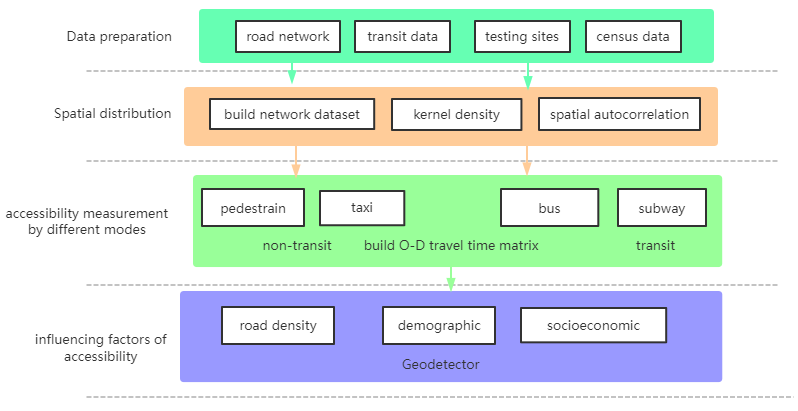 Data preparation
road network
transit data
testing sites
census data
Spatial distribution
build network dataset
kernel density
spatial autocorrelation
accessibility measurement
by different modes
pedestrain
taxi
bus
subway
non-transit
build O-D travel time matrix
transit
influencing factors of
accessibility
road density
demographic
socioeconomic
Geodetector